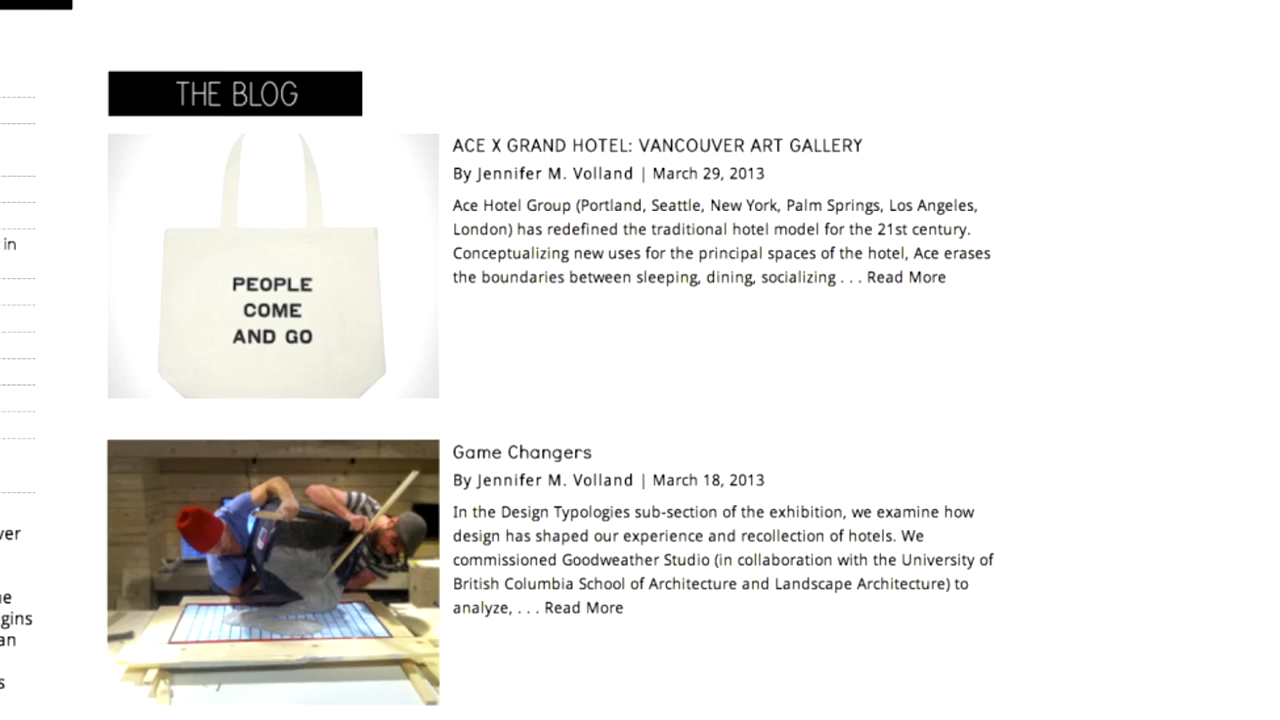 THE BLOG
PEOPLE
COME
AND GO
ACE X GRAND HOTEL: VANCOUVER ART GALLERY
By Jennifer M. Volland | March 29, 2013
Ace Hotel Group (Portland, Seattle, New York, Palm Springs, Los Angeles,
London) has redefined the traditional hotel model for the 21st century.
Conceptualizing new uses for the principal spaces of the hotel, Ace erases
the boundaries between sleeping, dining, socializing . . . Read More
Game Changers
By Jennifer M. Volland | March 18, 2013
In the Design Typologies sub-section of the exhibition, we examine how
design has shaped our experience and recollection of hotels. We
commissioned Goodweather Studio (in collaboration with the University of
British Columbia School of Architecture and Landscape Architecture) to
analyze, . . . Read More
in